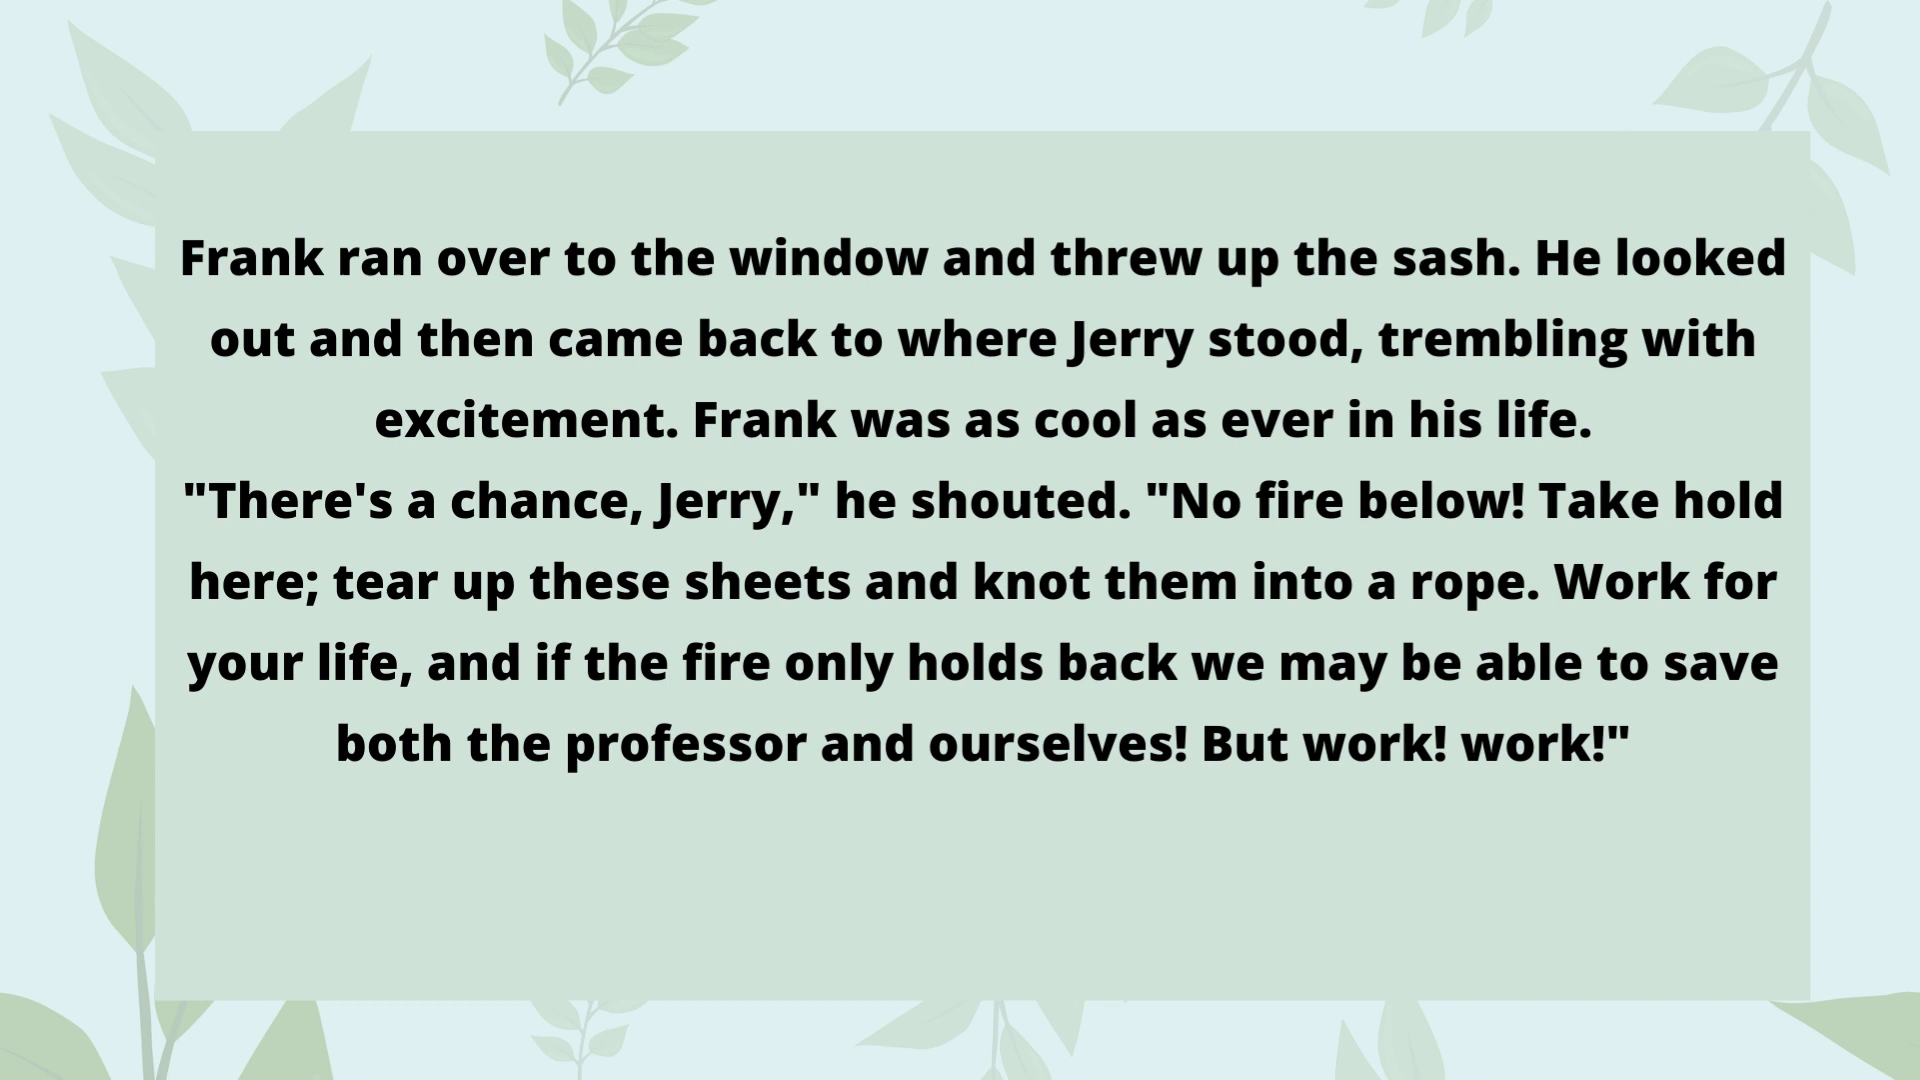 Frank ran over to the window and threw up the sash. He looked
out and then came back to where Jerry stood, trembling with
excitement. Frank was as cool as ever in his life.
"There's a chance, Jerry," he shouted. "No fire below! Take hold
here; tear up these sheets and knot them into a rope. Work for
your life, and if the fire only holds back we may be able to save
both the professor and ourselves! But work! work!"